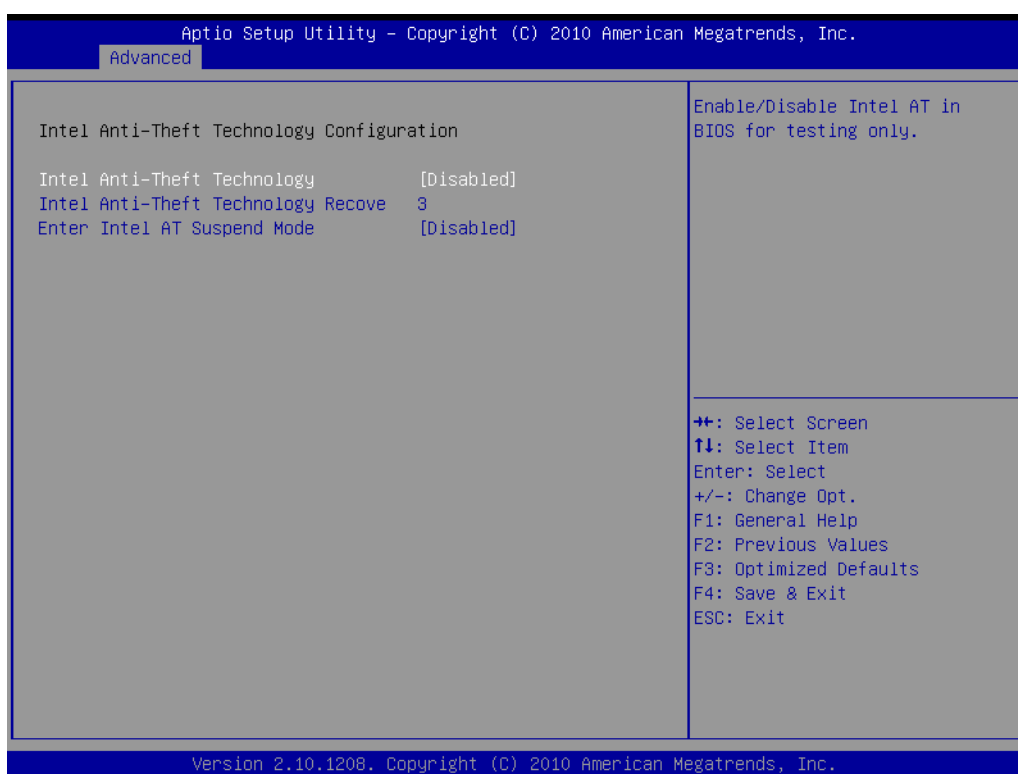 Aptio Setup Utility – Copyright (C) 2010 American Megatrends, Inc.
Advanced
Intel Anti-Theft Technology Configuration
Intel Anti-Theft Technology [Disabled]
Intel Anti-Theft Technology Recove 3
Enter Intel AT Suspend Mode [Disabled]
Enable/Disable Intel AT in
BIOS for testing only.
→←: Select Screen
↑↓: Select Item
Enter: Select
+/-: Change Opt.
F1: General Help
F2: Previous Values
F3: Optimized Defaults
F4: Save & Exit
ESC: Exit
Version 2.10.1208. Copyright (C) 2010 American Megatrends, Inc.